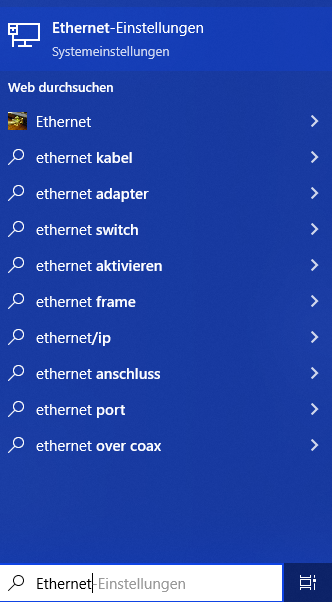 Ethernet-Einstellungen
Systemeinstellungen
Web durchsuchen
Ethernet
ethernet kabel
ethernet adapter
ethernet switch
ethernet aktivieren
ethernet frame
ethernet/ip
ethernet anschluss
ethernet port
ethernet over coax
Ethernet-Einstellungen